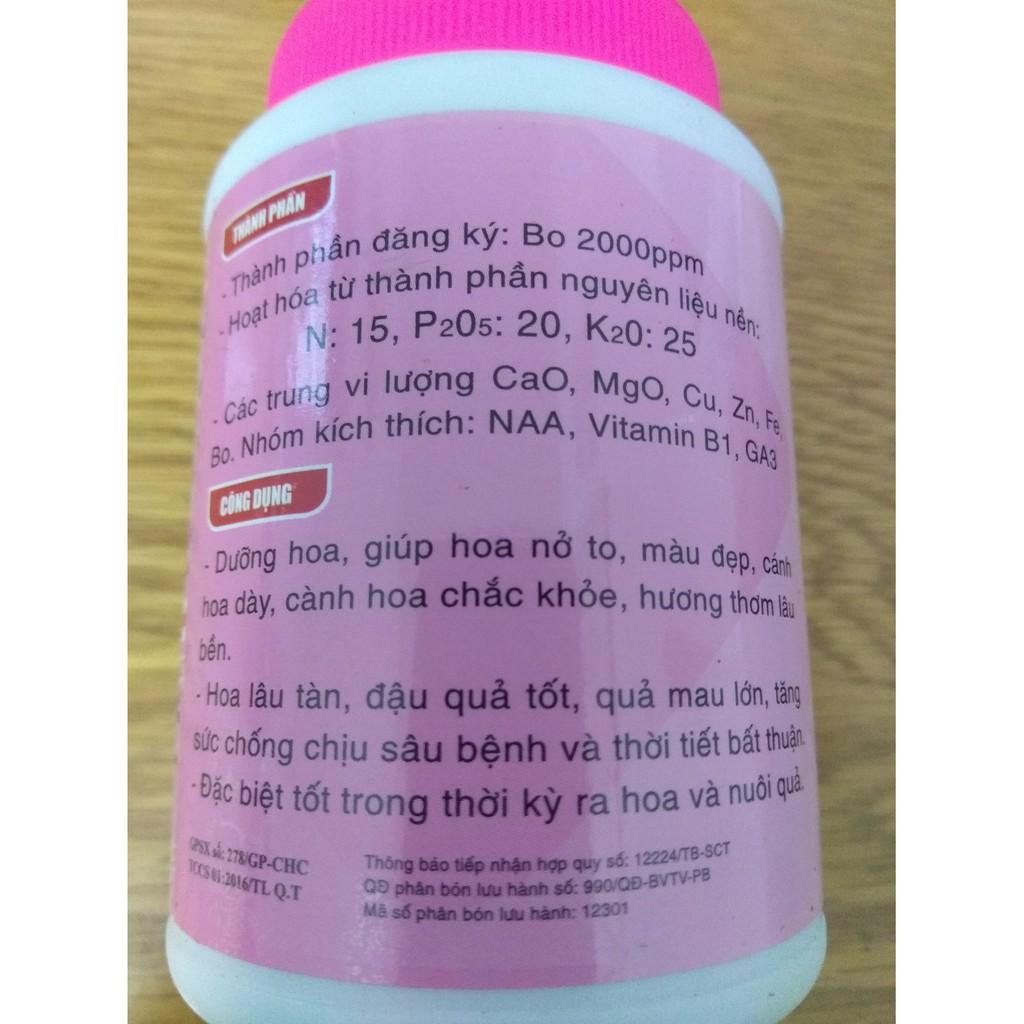 THÀNH PHẦN
- Thành phần đăng ký: Bo 2000ppm
- Hoạt hóa từ thành phần nguyên liệu nền:
N: 15, P2O5: 20, K2O: 25
- Các trung vi lượng CaO, MgO, Cu, Zn, Fe,
Bo. Nhóm kích thích: NAA, Vitamin B1, GA3
CÔNG DỤNG
- Dưỡng hoa, giúp hoa nở to, màu đẹp, cánh
hoa dày, cành hoa chắc khỏe, hương thơm lâu
bền.
- Hoa lâu tàn, đậu quả tốt, quả mau lớn, tăng
sức chống chịu sâu bệnh và thời tiết bất thuận.
- Đặc biệt tốt trong thời kỳ ra hoa và nuôi quả.
GPSX số: 278/GP-CHC
TCCS 01:2016/TL Q.T
Thông báo tiếp nhận hợp quy số: 12224/TB-SCT
QĐ phân bón lưu hành số: 990/QĐ-BVTV-PB
Mã số phân bón lưu hành: 12301